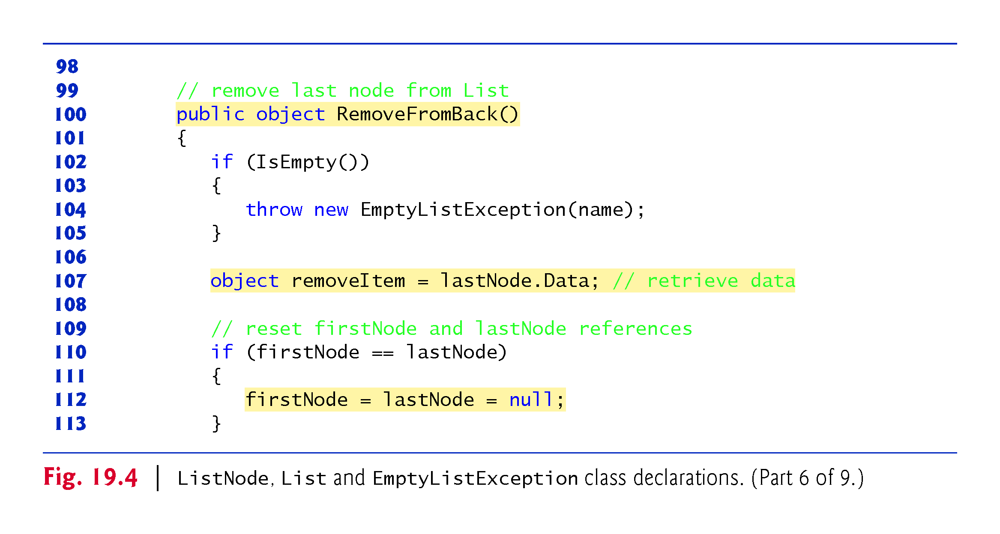 98
99 // remove last node from List
100 public object RemoveFromBack()
101 {
102 if (IsEmpty())
103 {
104 throw new EmptyListException(name);
105 }
106
107 object removeItem = lastNode.Data; // retrieve data
108
109 // reset firstNode and lastNode references
110 if (firstNode == lastNode)
111 {
112 firstNode = lastNode = null;
113 }
Fig. 19.4 | ListNode, List and EmptyListException class declarations. (Part 6 of 9.)